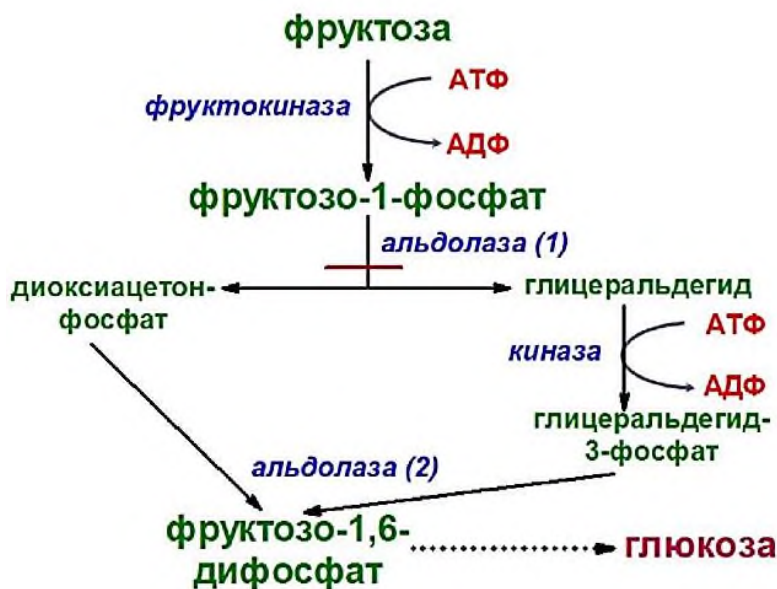 фруктоза
АТФ
фруктокиназа
АДФ
фруктозо-1-фосфат
альдолаза (1)
диоксиацетон-
фосфат
глицеральдегид
АТФ
киназа
АДФ
глицеральдегид-
3-фосфат
альдолаза (2)
фруктозо-1,6-
дифосфат
глюкоза